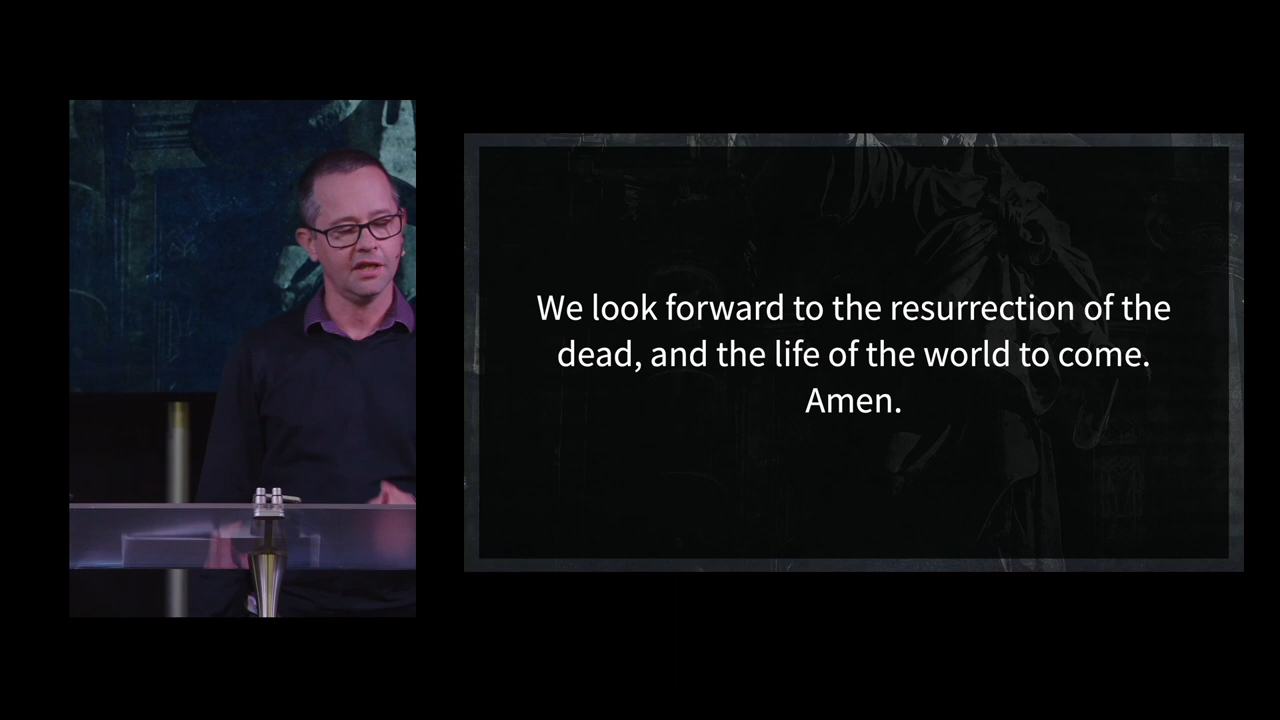 We look forward to the resurrection of the
dead, and the life of the world to come.
Amen.